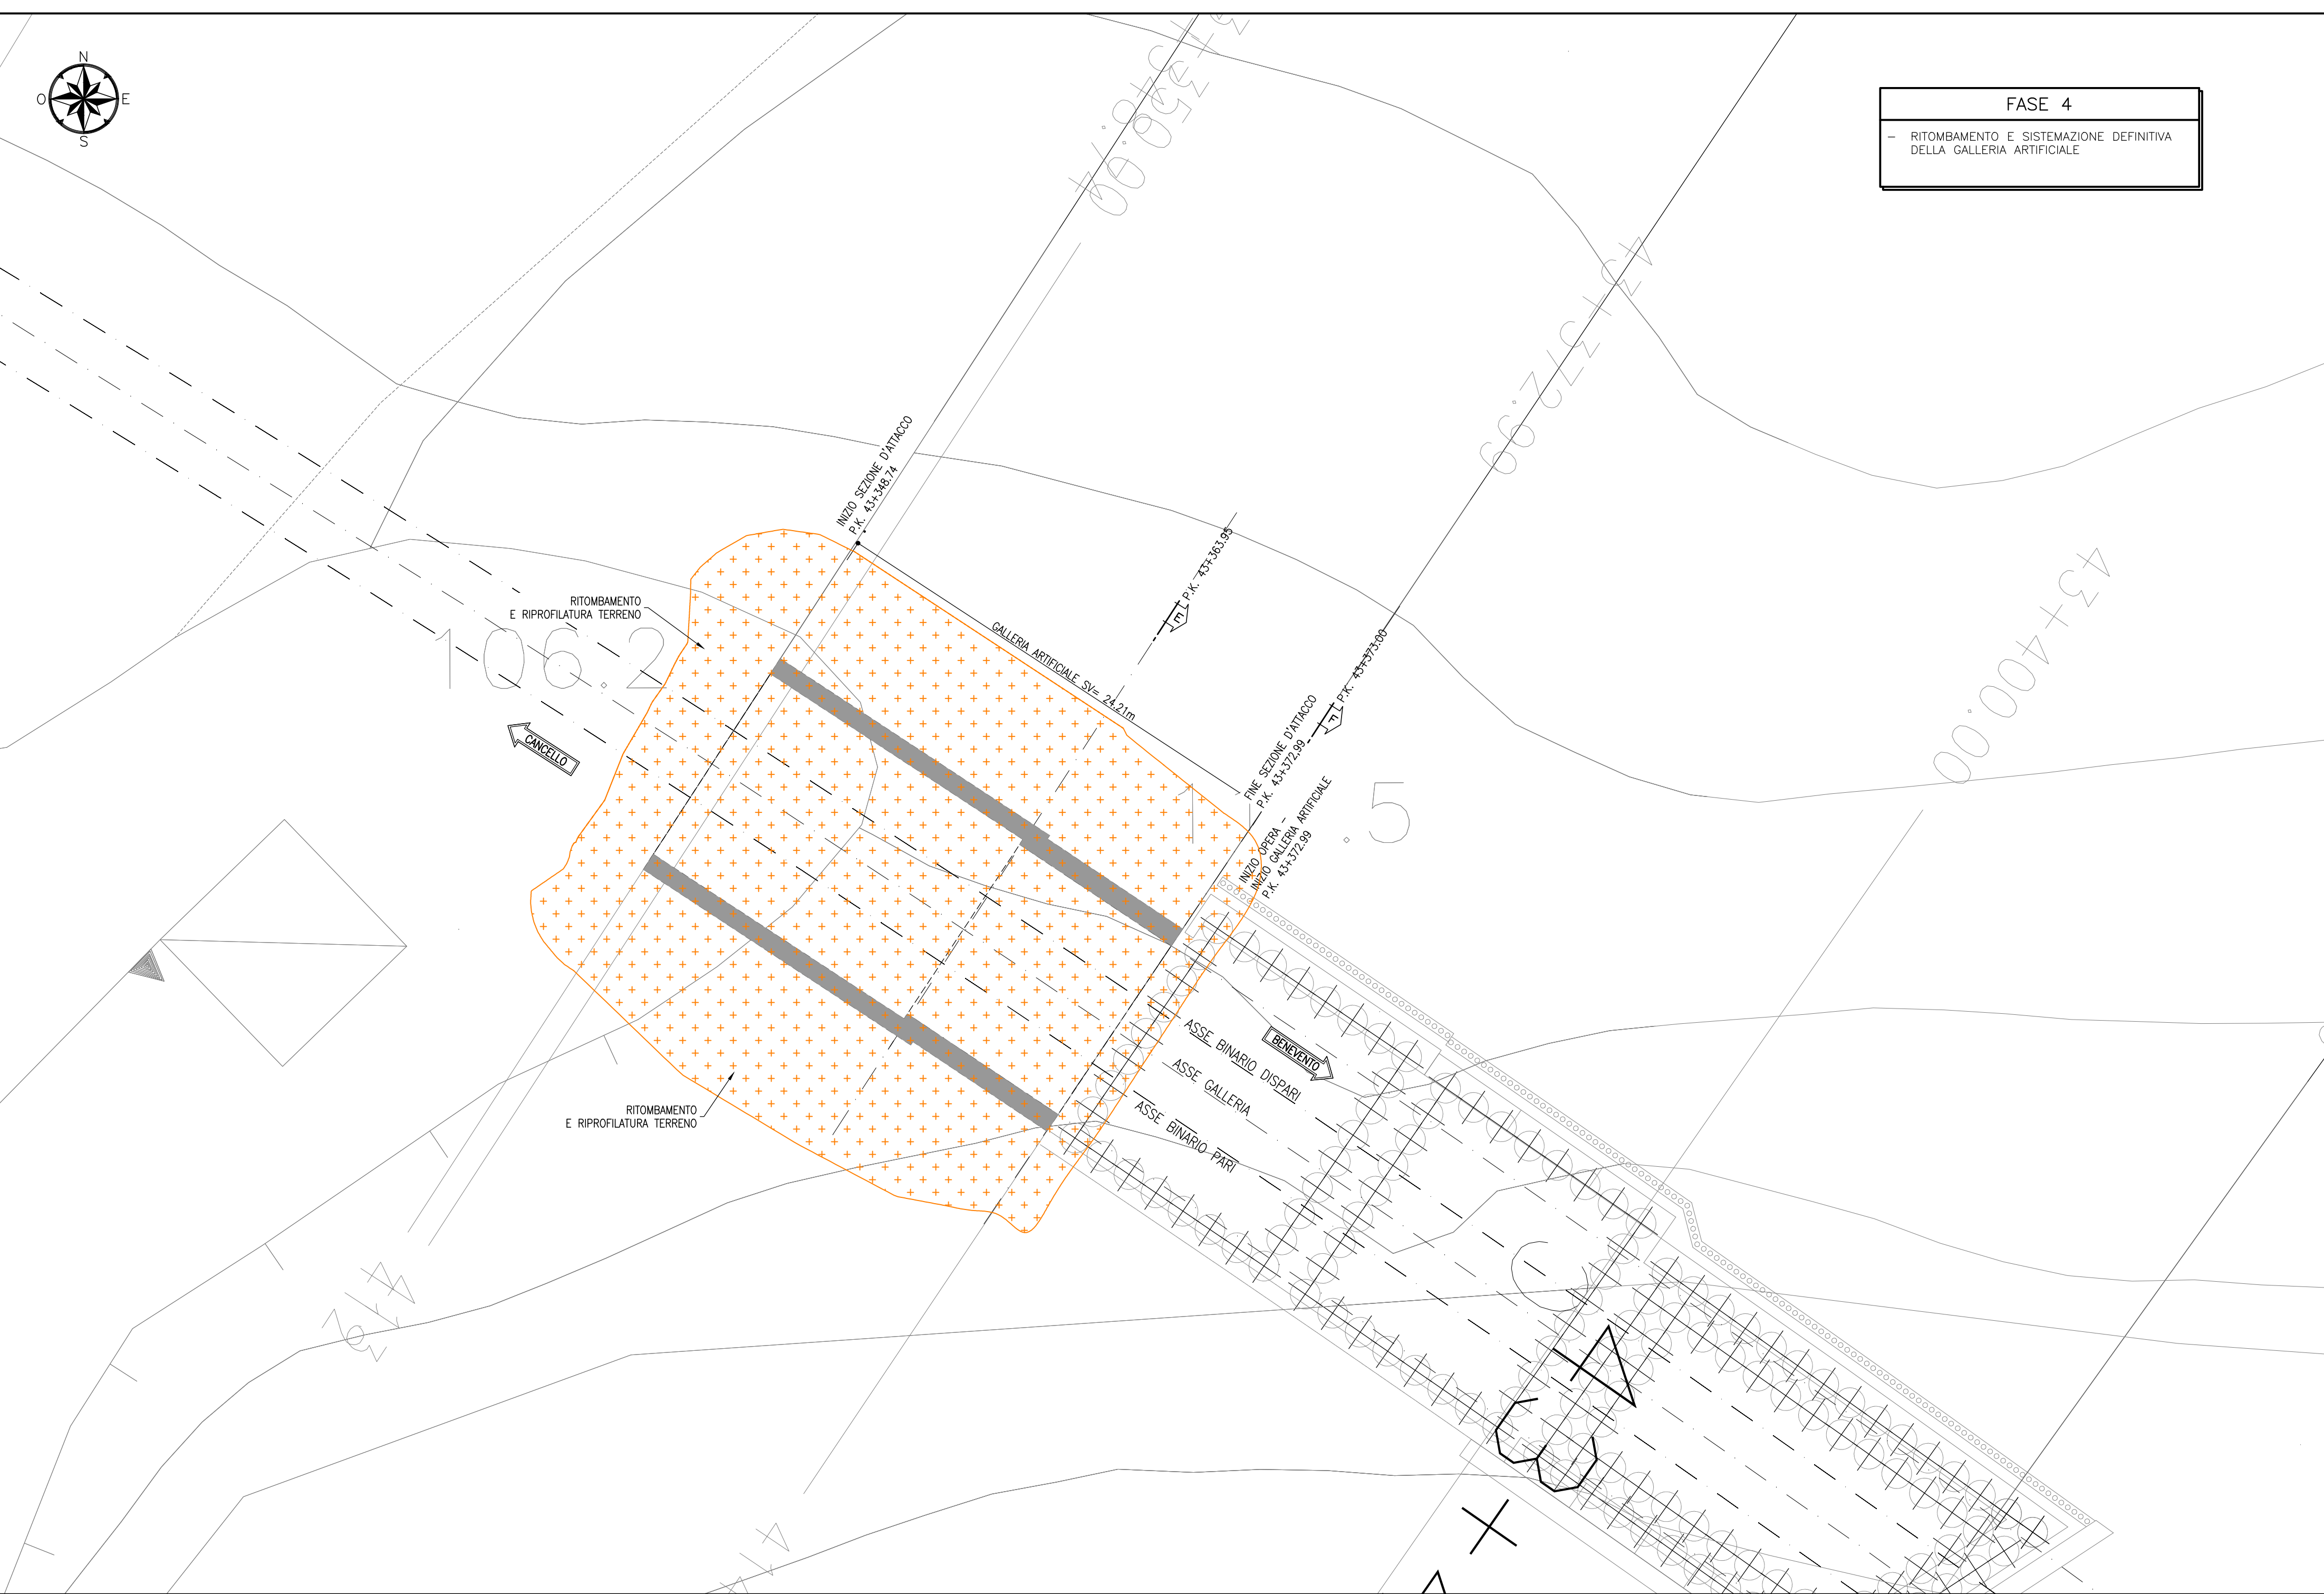 N
O
E
S
FASE 4
- RITOMBAMENTO E SISTEMAZIONE DEFINITIVA
DELLA GALLERIA ARTIFICIALE
43+372.99
43+400.00
INIZIO SEZIONE D'ATTACCO
P.K. 43+348.74
P.K. 43+363.95
E
GALLERIA ARTIFICIALE SV= 24.21m
P.K. 43+373.00
F
RITOMBAMENTO
E RIPROFILATURA TERRENO
106.2
CANCELLO
FINE SEZIONE D'ATTACCO
P.K. 43+372,99
INIZIO OPERA -
INIZIO GALLERIA ARTIFICIALE
P.K. 43+372.99
BENEVENTO
ASSE BINARIO DISPARI
ASSE GALLERIA
ASSE BINARIO PARI
RITOMBAMENTO
E RIPROFILATURA TERRENO